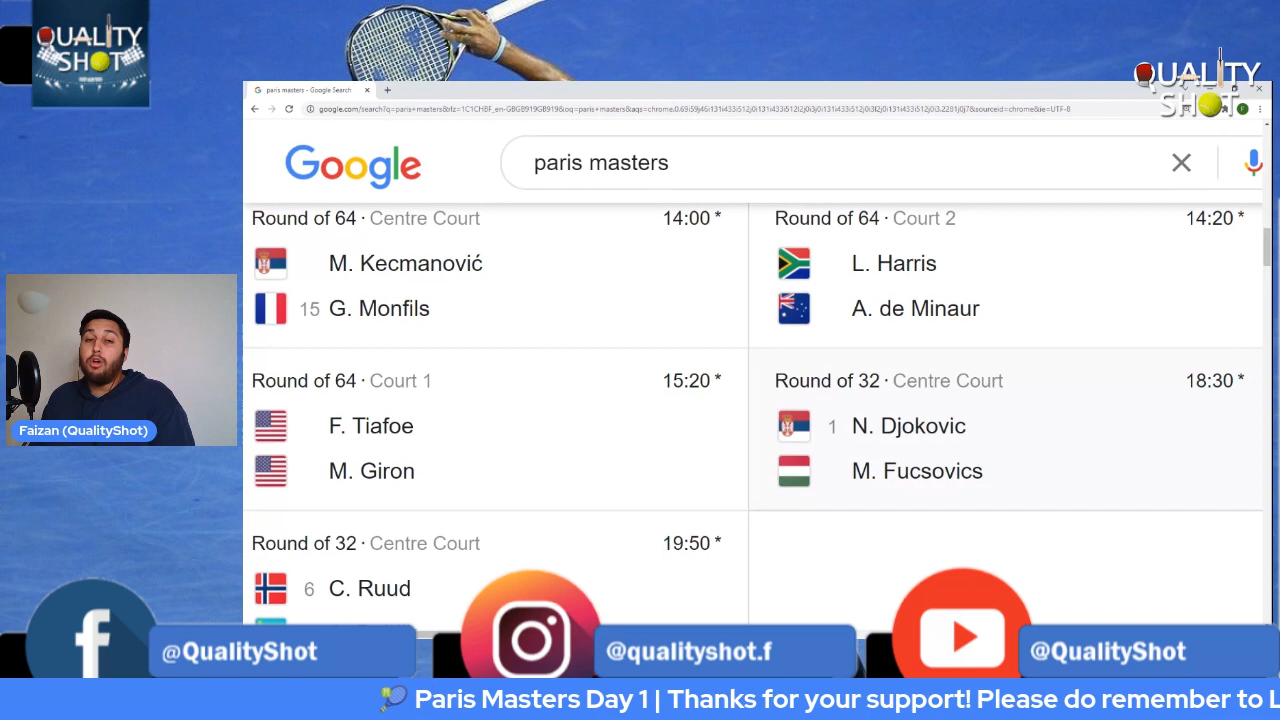 QUALITY
SHOT
QUALITY
SHOT
paris masters - Google Search
Google
paris masters
Round of 64 · Centre Court 14:00 *
M. Kecmanović
15 G. Monfils
Round of 64 · Court 2 14:20 *
L. Harris
A. de Minaur
Round of 64 · Court 1 15:20 *
F. Tiafoe
M. Giron
Round of 32 · Centre Court 18:30 *
1 N. Djokovic
M. Fucsovics
Round of 32 · Centre Court 19:50 *
6 C. Ruud
Faizan (QualityShot)
@QualityShot
@qualityshot.f
@QualityShot
Paris Masters Day 1 | Thanks for your support! Please do remember to L